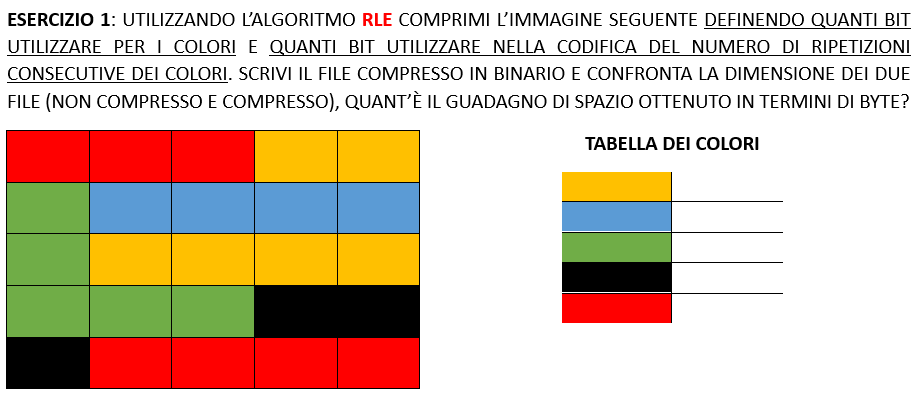 ESERCIZIO 1: UTILIZZANDO L'ALGORITMO RLE COMPRIMI L'IMMAGINE SEGUENTE DEFINENDO QUANTI BIT
UTILIZZARE PER I COLORI E QUANTI BIT UTILIZZARE NELLA CODIFICA DEL NUMERO DI RIPETIZIONI
CONSECUTIVE DEI COLORI. SCRIVI IL FILE COMPRESSO IN BINARIO E CONFRONTA LA DIMENSIONE DEI DUE
FILE (NON COMPRESSO E COMPRESSO), QUANT'È IL GUADAGNO DI SPAZIO OTTENUTO IN TERMINI DI BYTE?
TABELLA DEI COLORI